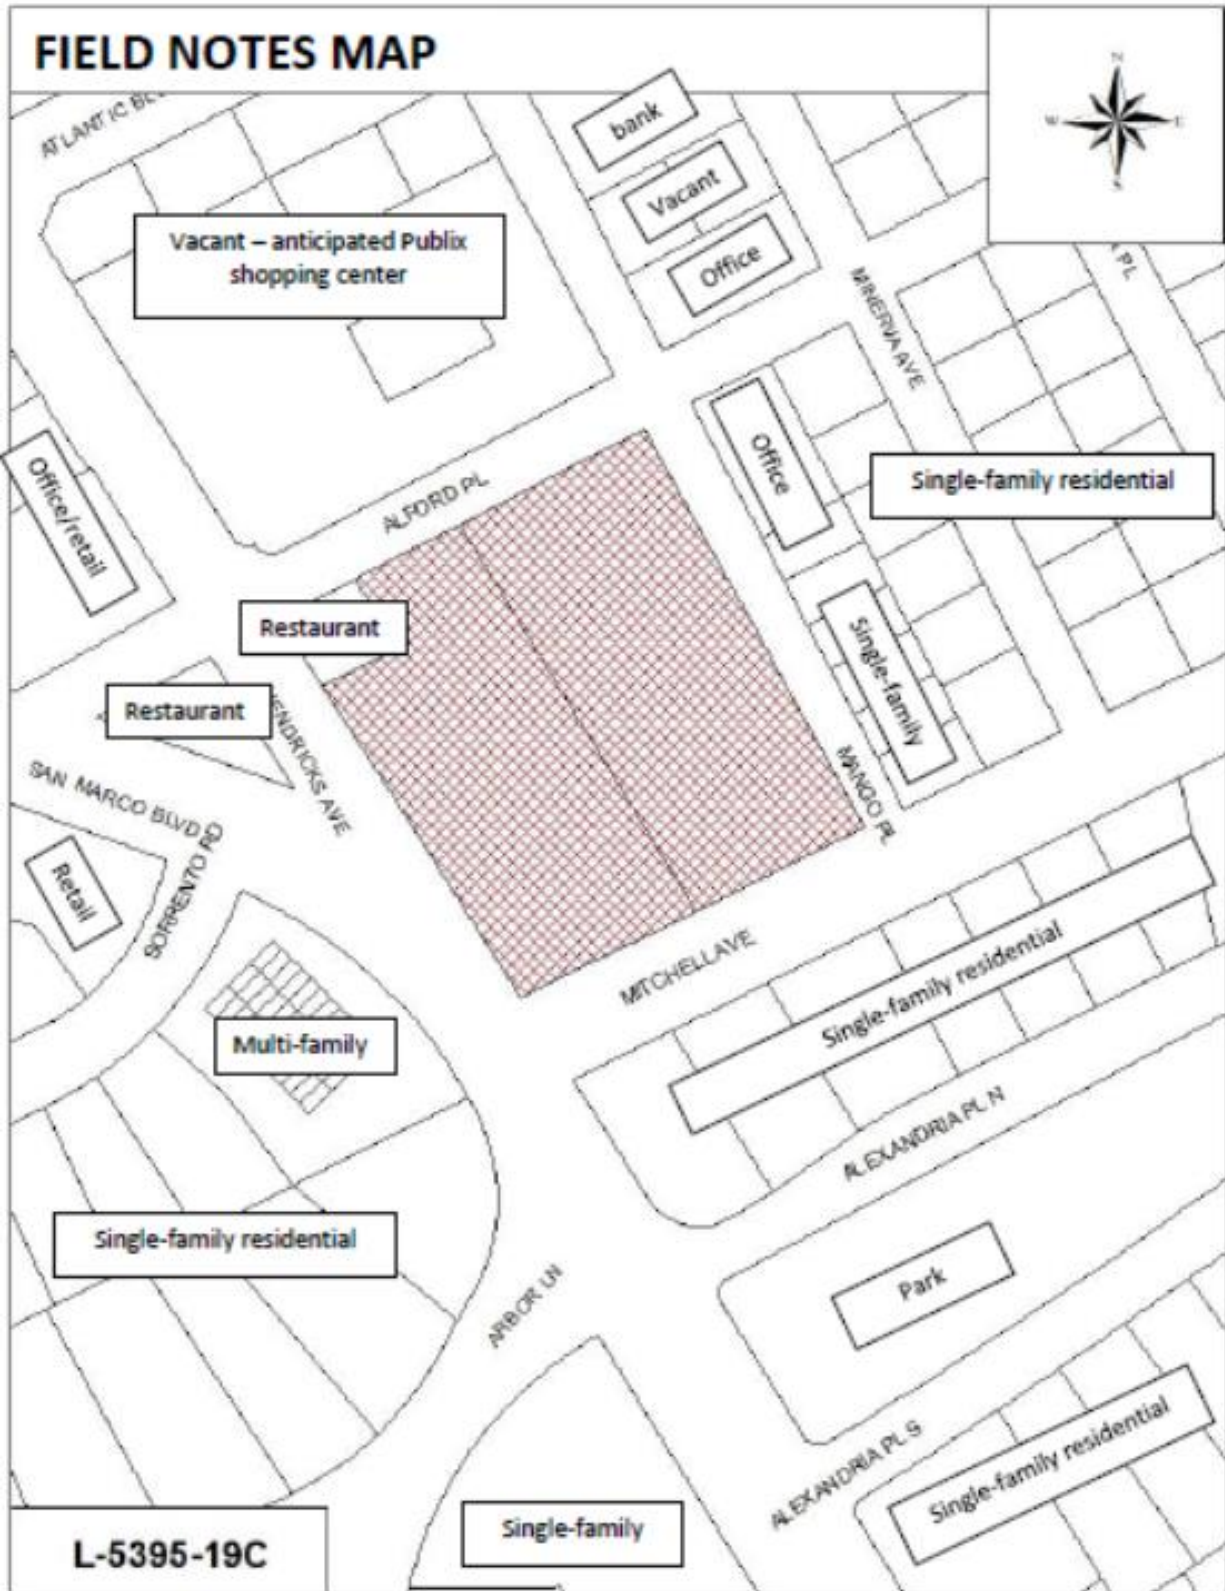 FIELD NOTES MAP
N
W
E
S
ATLANTIC
bank
Vacant
Office
Vacant – anticipated Publix
shopping center
MINERVA AVE
PL
Office/retail
ALFORD PL
Office
Single-family residential
Restaurant
Single-family
Restaurant
HENDRICKS AVE
MANGO PL
SAN MARCO BLVD
SORRENTO RD
Retail
MITCHELL AVE
Single-family residential
Multi-family
ALEXANDRIA PL N
Single-family residential
Park
ARBOR LN
ALEXANDRIA PL S
Single-family residential
Single-family
L-5395-19C